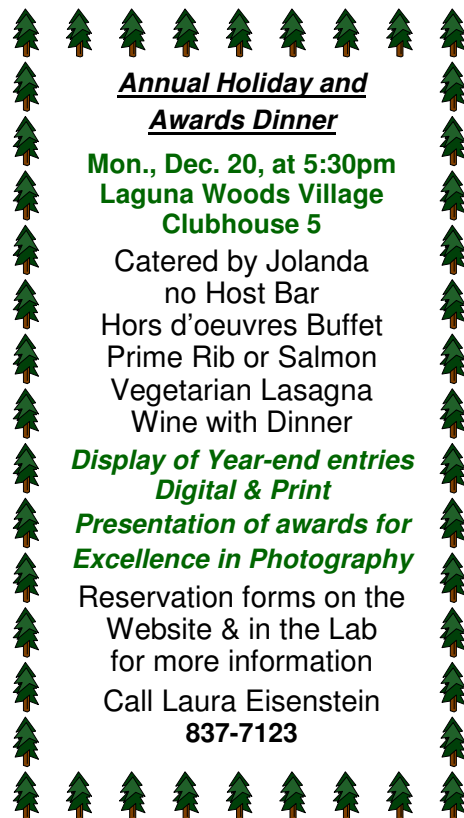 Annual Holiday and
Awards Dinner
Mon., Dec. 20, at 5:30pm
Laguna Woods Village
Clubhouse 5
Catered by Jolanda
no Host Bar
Hors d'oeuvres Buffet
Prime Rib or Salmon
Vegetarian Lasagna
Wine with Dinner
Display of Year-end entries
Digital & Print
Presentation of awards for
Excellence in Photography
Reservation forms on the
Website & in the Lab
for more information
Call Laura Eisenstein
837-7123